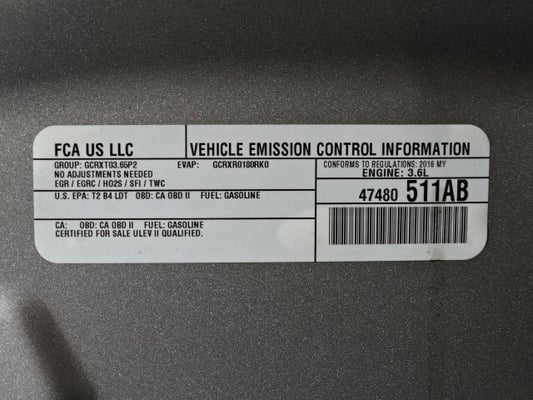 FCA US LLC
VEHICLE EMISSION CONTROL INFORMATION
GROUP: GCRXT03.65P2 EVAP: GCRXR0180RK0
NO ADJUSTMENTS NEEDED
EGR / EGRC / HO2S / SFI / TWC
CONFORMS TO REGULATIONS: 2016 MY
ENGINE: 3.6L
U.S. EPA: T2 B4 LDT OBD: CA OBD II FUEL: GASOLINE
47480 511AB
CA: OBD: CA OBD II FUEL: GASOLINE
CERTIFIED FOR SALE ULEV II QUALIFIED.